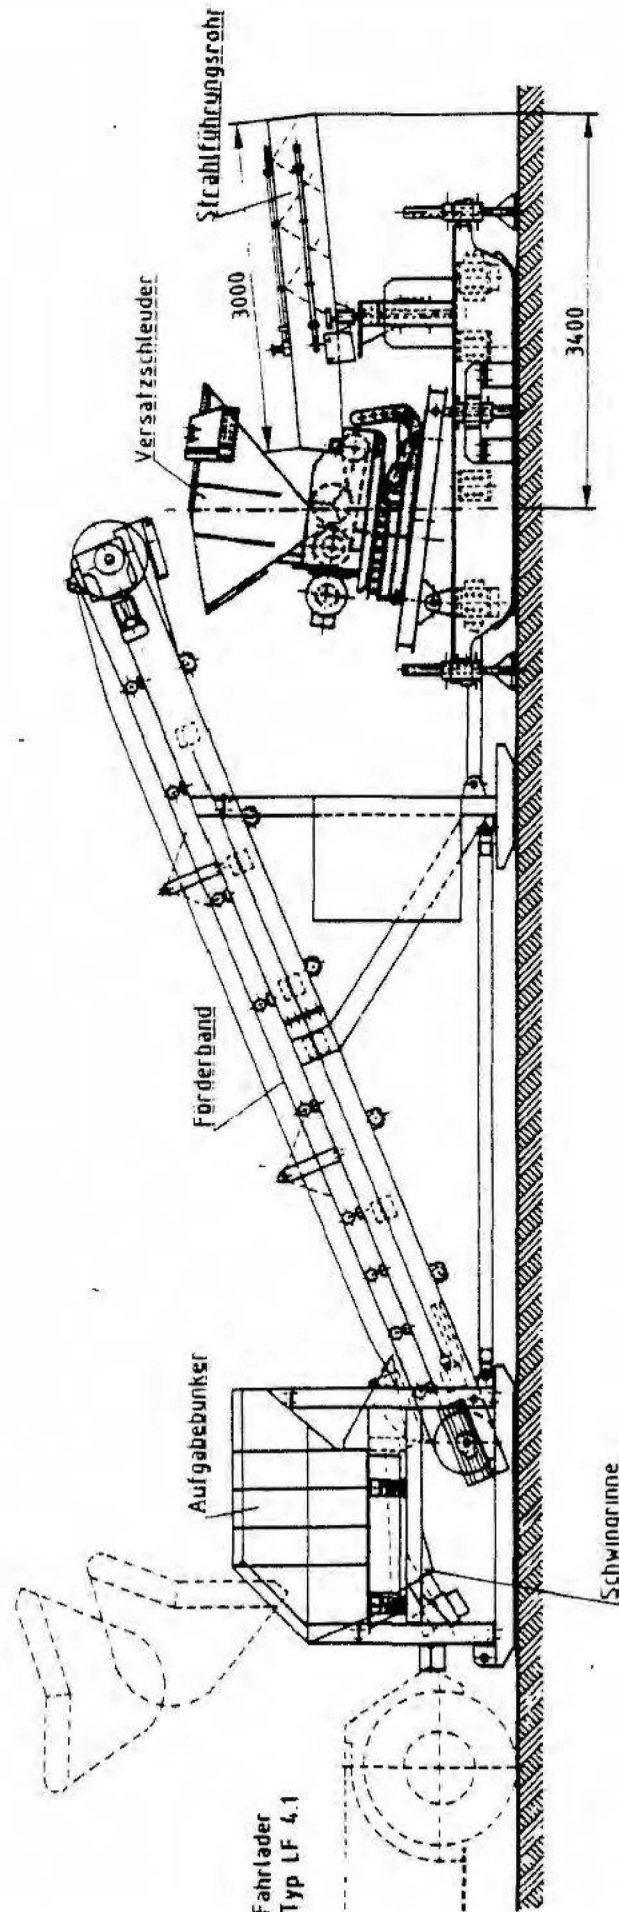 Fahrlader
Typ LF 4.1
Aufgabebunker
Schwingrinne
Förderband
Versatzschleuder
Strahlführungsrohr
3000
3400